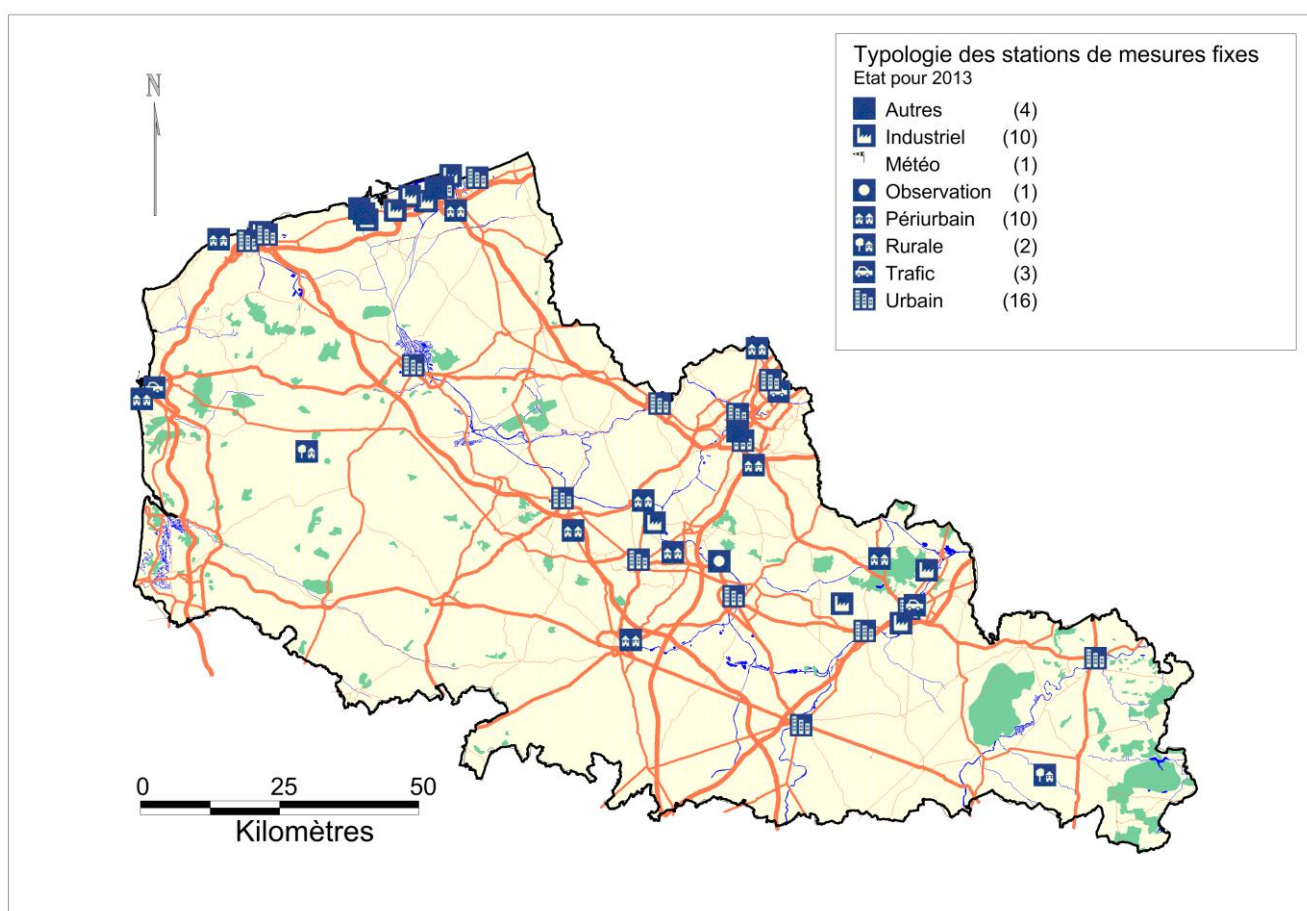 Typologie des stations de mesures fixes
Etat pour 2013
Autres (4)
Industriel (10)
Météo (1)
Observation (1)
Périurbain (10)
Rurale (2)
Trafic (3)
Urbain (16)
N
0 25 50
Kilomètres